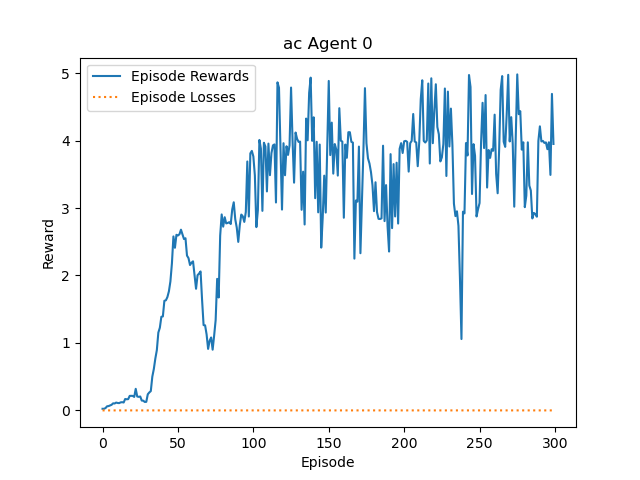 ac Agent 0
Episode Rewards
Episode Losses
Reward
5
4
3
2
1
0
0 50 100 150 200 250 300
Episode